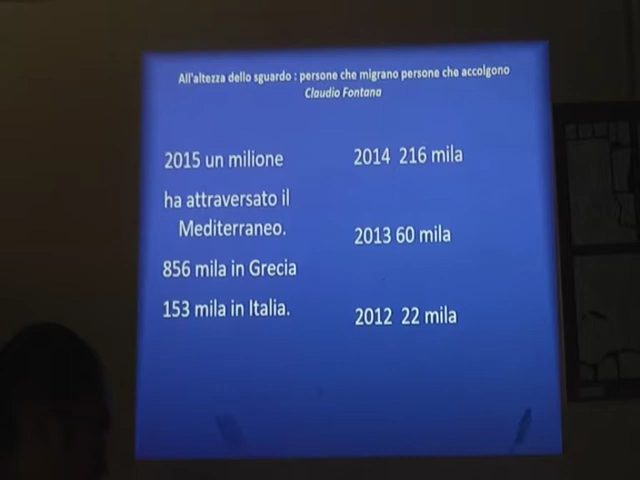 All'altezza dello sguardo : persone che migrano persone che accolgono
Claudio Fontana
2015 un milione
ha attraversato il
Mediterraneo.
856 mila in Grecia
153 mila in Italia.
2014 216 mila
2013 60 mila
2012 22 mila